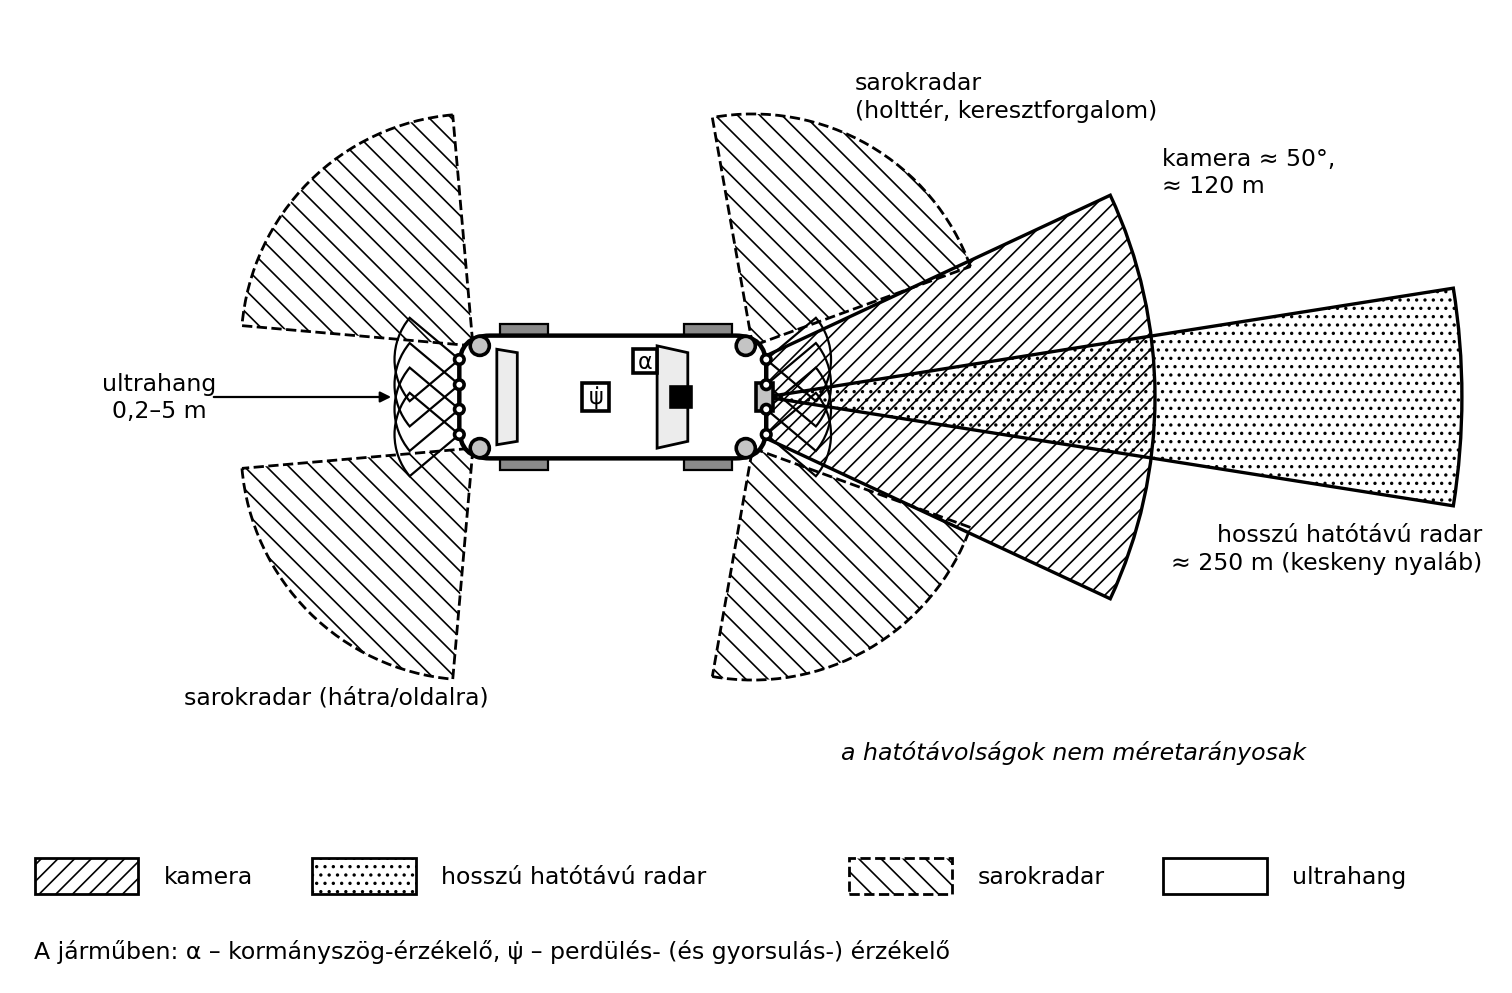 sarokradar
(holttér, keresztforgalom)
kamera ≈ 50°,
≈ 120 m
ultrahang
0,2–5 m
α
ψ̇
hosszú hatótávú radar
≈ 250 m (keskeny nyaláb)
sarokradar (hátra/oldalra)
a hatótávolságok nem méretarányosak
kamera
hosszú hatótávú radar
sarokradar
ultrahang
A járműben: α – kormányszög-érzékelő, ψ̇ – perdülés- (és gyorsulás-) érzékelő